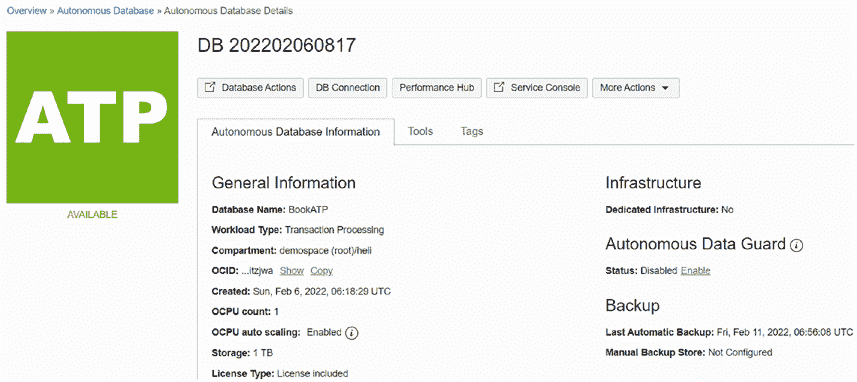 Overview » Autonomous Database » Autonomous Database Details
ATP
AVAILABLE
DB 202202060817
Database Actions
DB Connection
Performance Hub
Service Console
More Actions
Autonomous Database Information
Tools
Tags
General Information
Database Name: BookATP
Workload Type: Transaction Processing
Compartment: demospace (root)/heli
OCID: ...itzjwa Show Copy
Created: Sun, Feb 6, 2022, 06:18:29 UTC
OCPU count: 1
OCPU auto scaling: Enabled
Storage: 1 TB
License Type: License included
Infrastructure
Dedicated Infrastructure: No
Autonomous Data Guard
Status: Disabled Enable
Backup
Last Automatic Backup: Fri, Feb 11, 2022, 06:56:08 UTC
Manual Backup Store: Not Configured